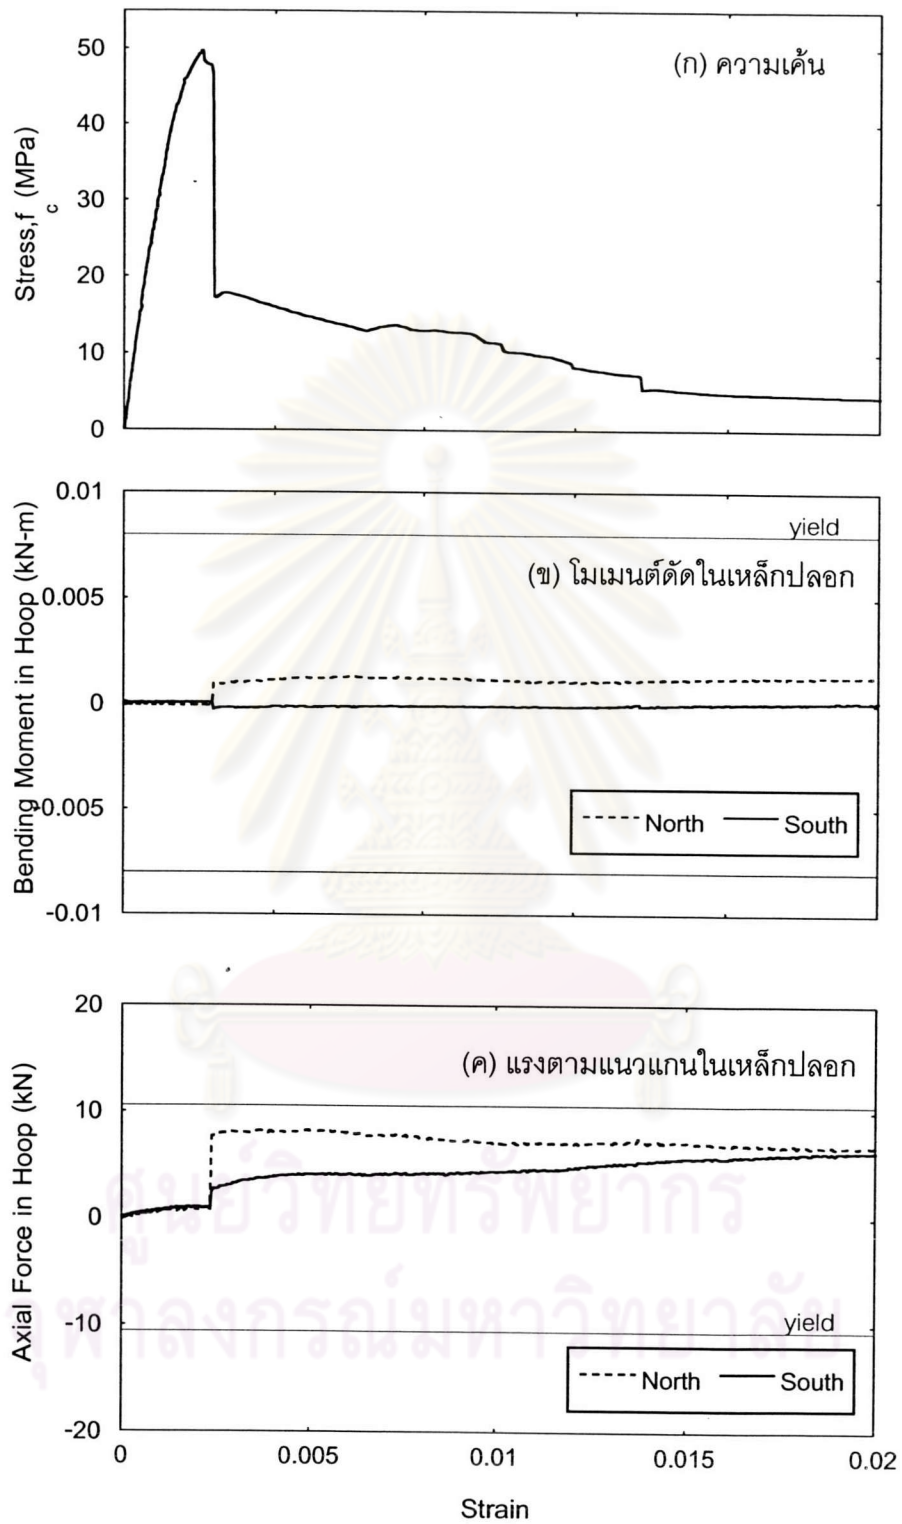 (ก) ความเค้น
Stress,f c (MPa)
50
40
30
20
10
0
0.01
yield
(ข) โมเมนต์ดัดในเหล็กปลอก
Bending Moment in Hoop (kN-m)
0.005
0
-0.005
North South
-0.01
20
(ค) แรงตามแนวแกนในเหล็กปลอก
Axial Force in Hoop (kN)
10
0
-10
yield
North South
-20
0 0.005 0.01 0.015 0.02
Strain
ศูนย์วิทยทรัพยากร
จุฬาลงกรณ์มหาวิทยาลัย